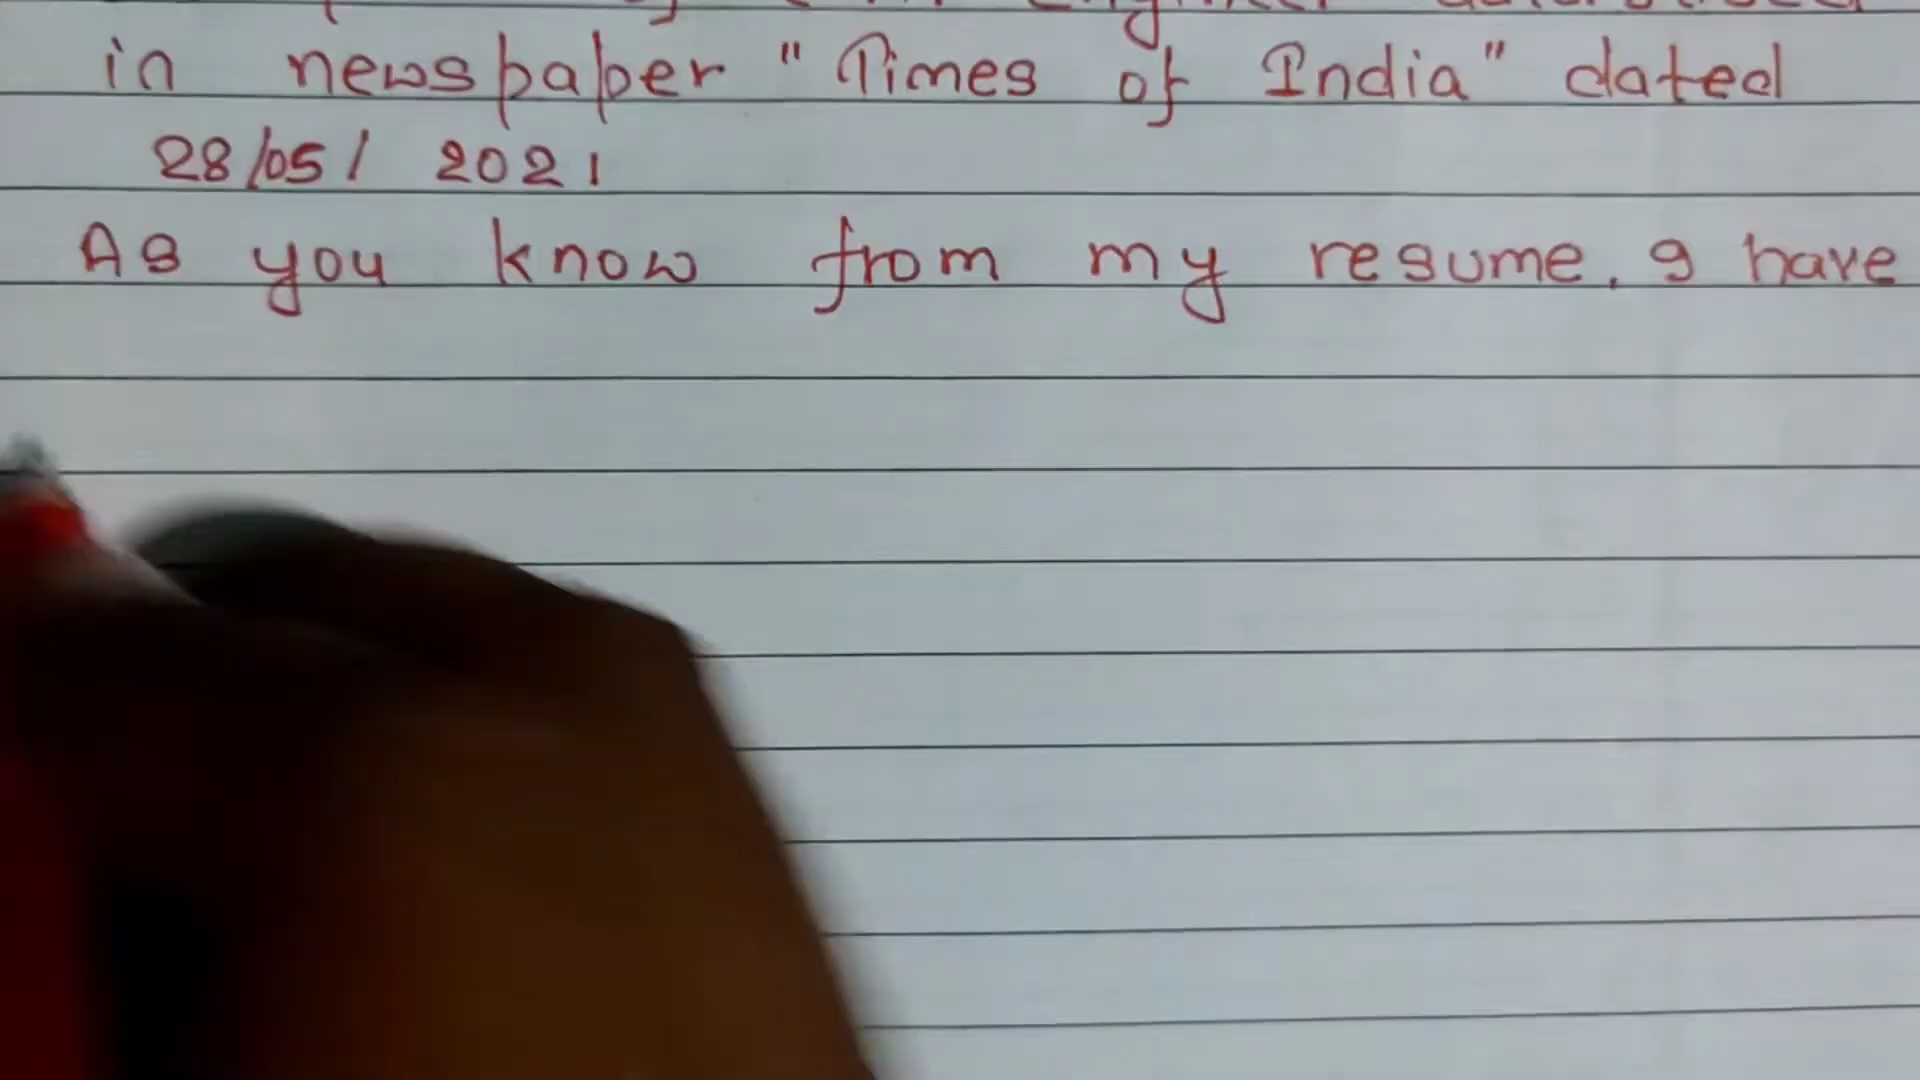 in newspaper "Times of India" dated
28/05/ 2021
As you know from my resume, I have